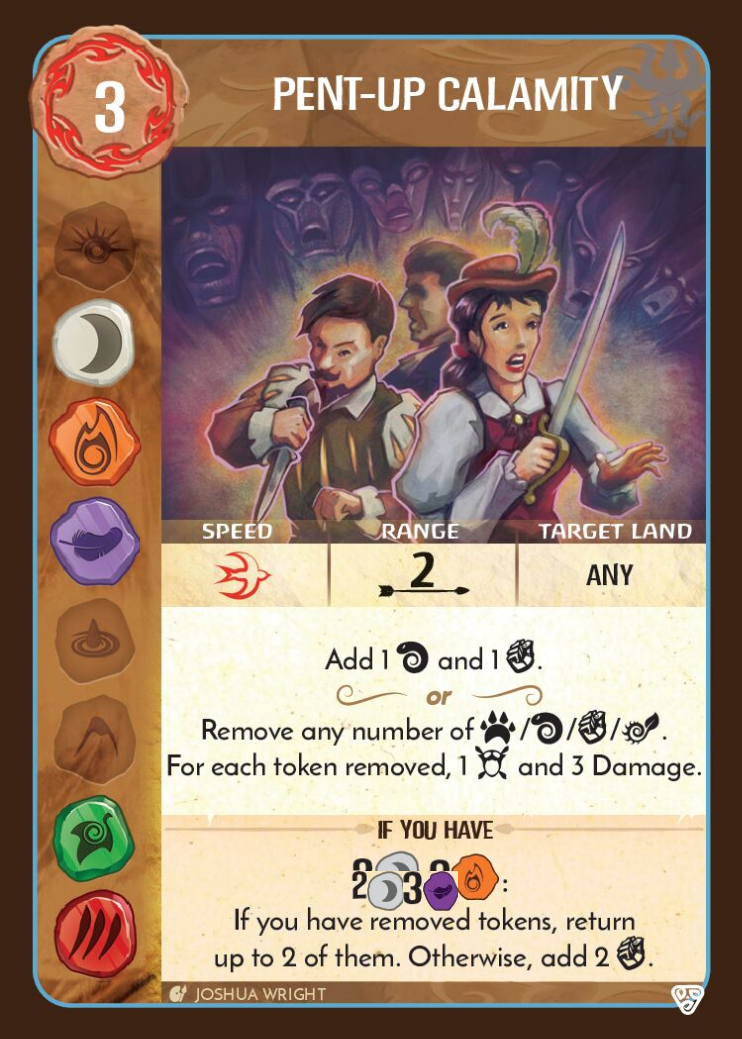 3
PENT-UP CALAMITY
SPEED RANGE TARGET LAND
2 ANY
Add 1 and 1 .
or
Remove any number of / / / .
For each token removed, 1 and 3 Damage.
IF YOU HAVE
2 3 :
If you have removed tokens, return
up to 2 of them. Otherwise, add 2 .
JOSHUA WRIGHT